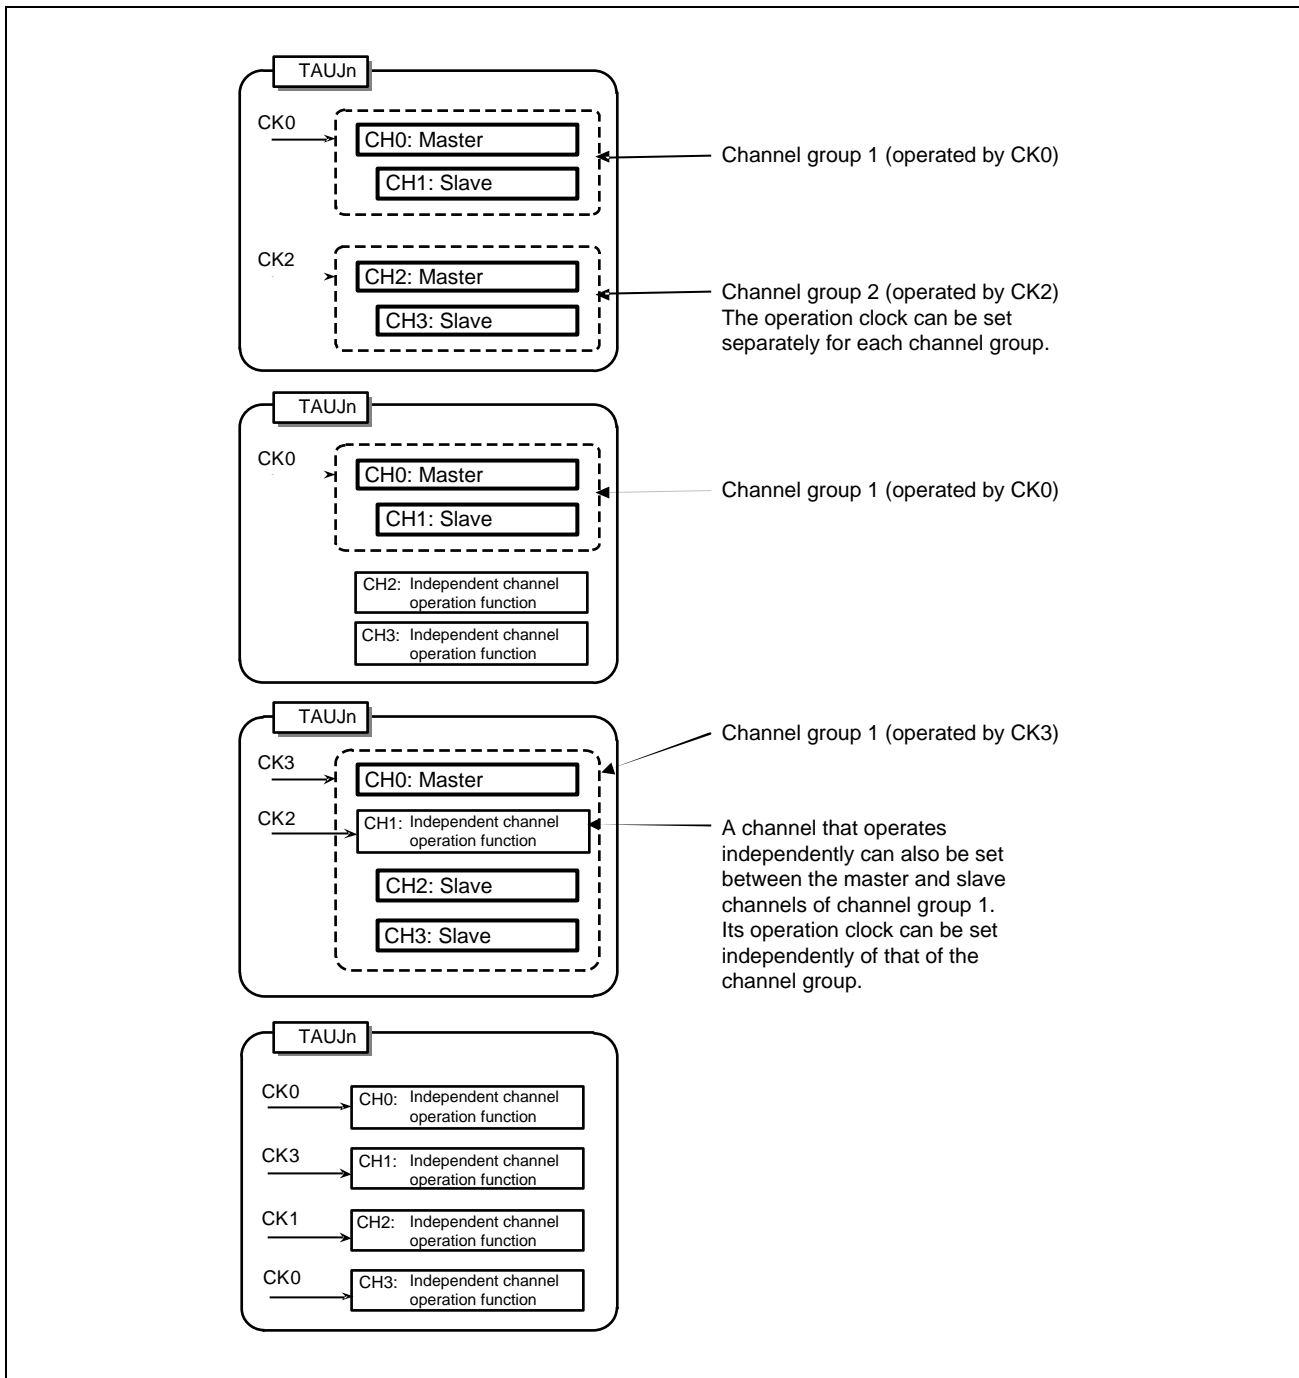 TAUJn
CK0
CH0: Master
CH1: Slave
Channel group 1 (operated by CK0)
CK2
CH2: Master
CH3: Slave
Channel group 2 (operated by CK2)
The operation clock can be set
separately for each channel group.
TAUJn
CK0
CH0: Master
CH1: Slave
Channel group 1 (operated by CK0)
CH2: Independent channel
operation function
CH3: Independent channel
operation function
TAUJn
Channel group 1 (operated by CK3)
CK3
CH0: Master
CK2
CH1: Independent channel
operation function
CH2: Slave
CH3: Slave
A channel that operates
independently can also be set
between the master and slave
channels of channel group 1.
Its operation clock can be set
independently of that of the
channel group.
TAUJn
CK0
CH0: Independent channel
operation function
CK3
CH1: Independent channel
operation function
CK1
CH2: Independent channel
operation function
CK0
CH3: Independent channel
operation function